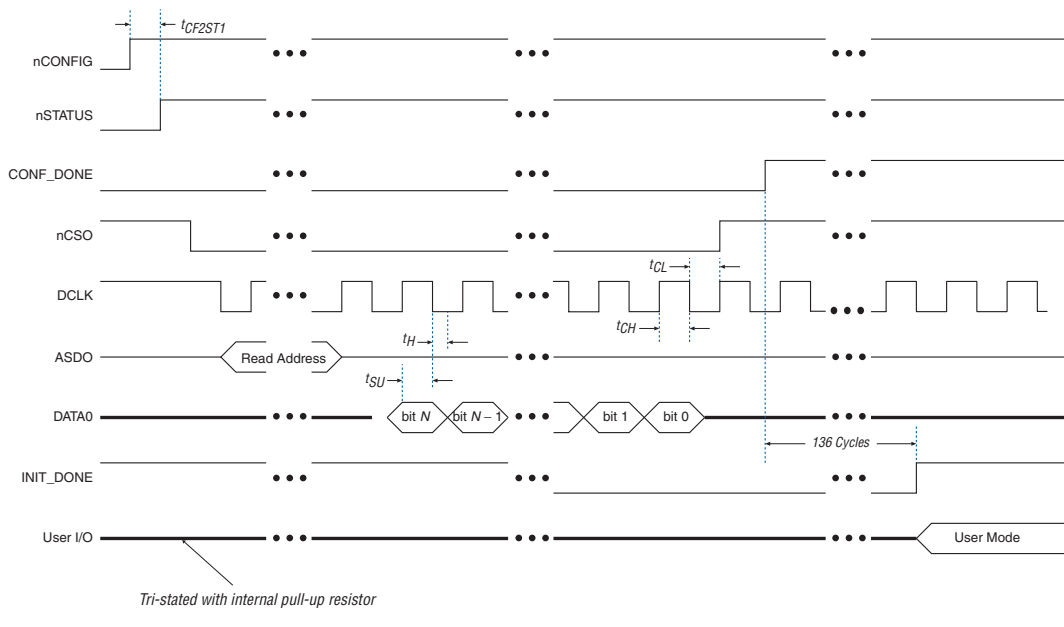 tCF2ST1
nCONFIG
nSTATUS
CONF_DONE
nCSO
tCL
DCLK
tCH
tH
ASDO
Read Address
tSU
DATA0
bit N
bit N – 1
bit 1
bit 0
136 Cycles
INIT_DONE
User I/O
User Mode
Tri-stated with internal pull-up resistor